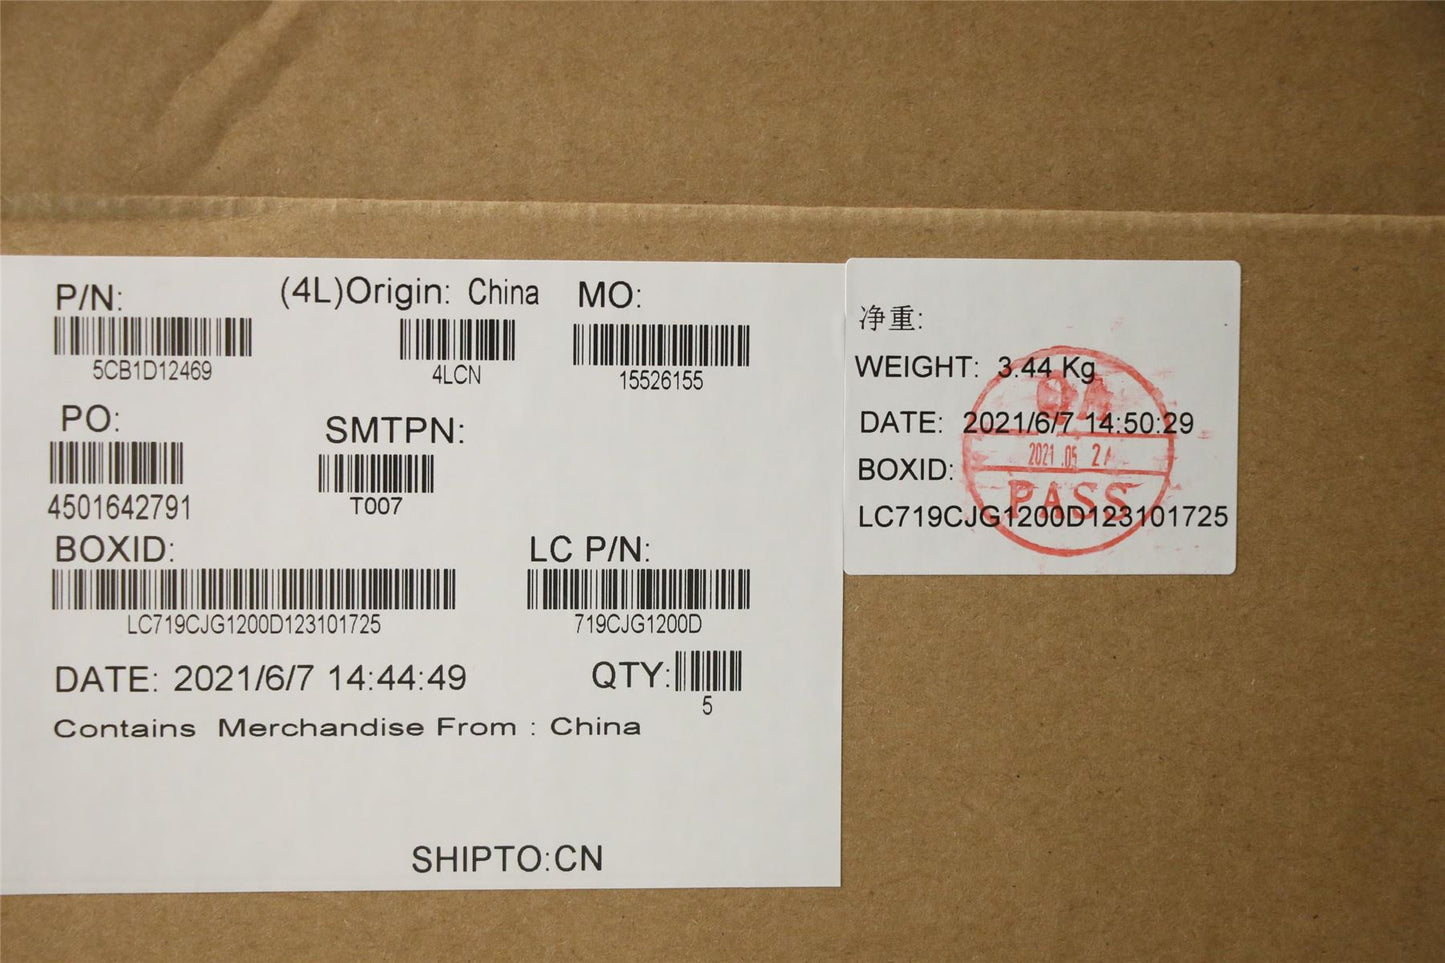 P/N:
5CB1D12469
(4L)Origin: China
4LCN
MO:
15526155
PO:
4501642791
SMTPN:
T007
BOXID:
LC719CJG1200D123101725
LC P/N:
719CJG1200D
DATE: 2021/6/7 14:44:49
QTY:
5
Contains Merchandise From : China
SHIPTO:CN
净重:
WEIGHT: 3.44 Kg
DATE: 2021/6/7 14:50:29
BOXID:
LC719CJG1200D123101725
2021.05
PASS